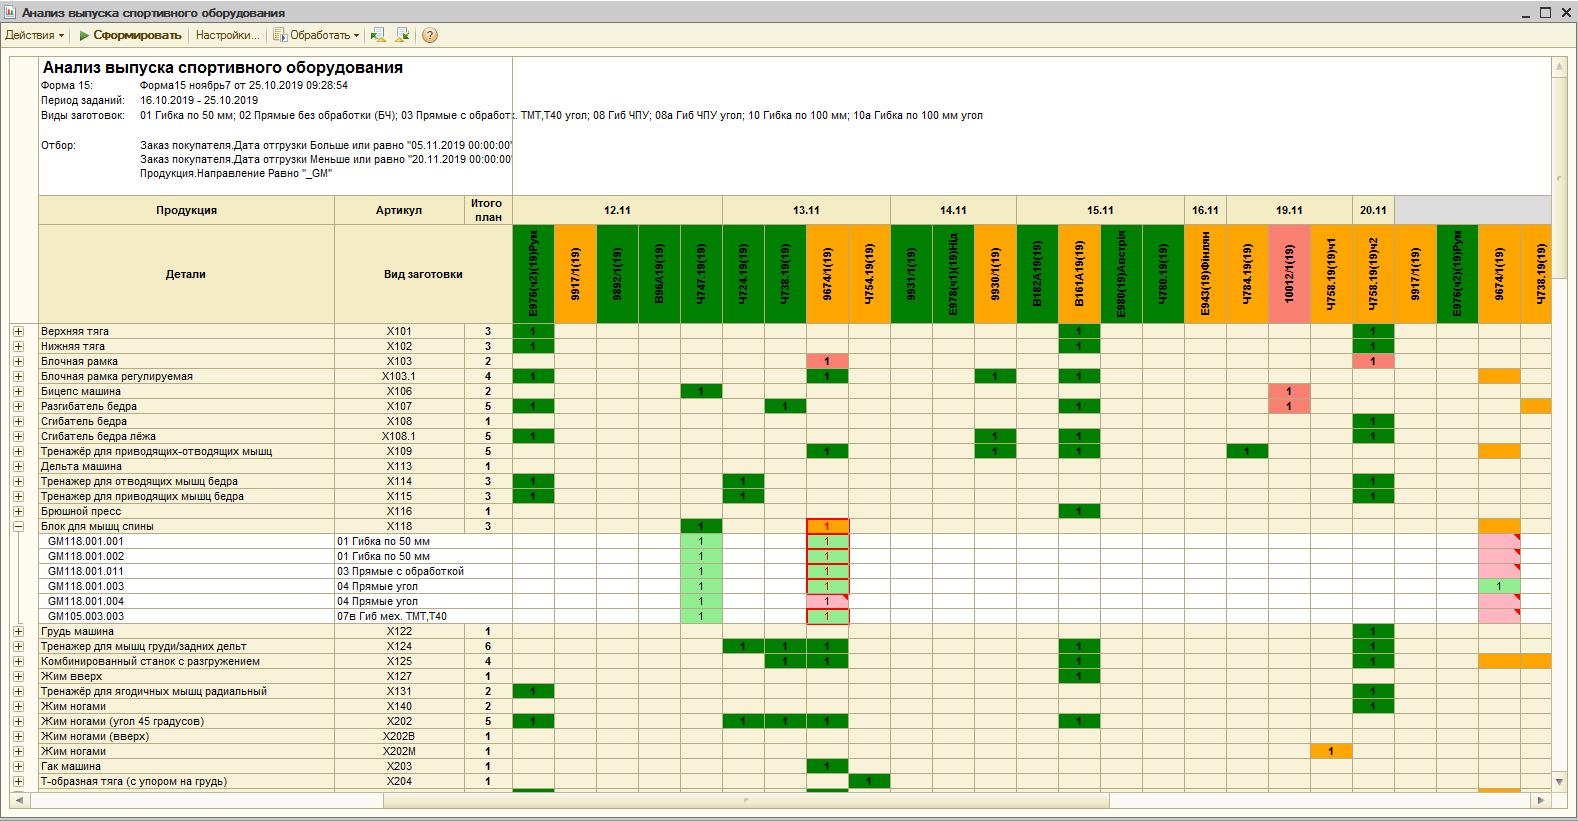 Анализ выпуска спортивного оборудования
Действия Сформировать Настройки... Обработать
Анализ выпуска спортивного оборудования
Форма 15: Форма15 ноябрь7 от 25.10.2019 09:28:54
Период заданий: 16.10.2019 - 25.10.2019
Виды заготовок: 01 Гибка по 50 мм; 02 Прямые без обработки (БЧ); 03 Прямые с обработк. ТМТ,Т40 угол; 08 Гиб ЧПУ; 08а Гиб ЧПУ угол; 10 Гибка по 100 мм; 10а Гибка по 100 мм угол
Отбор: Заказ покупателя.Дата отгрузки Больше или равно "05.11.2019 00:00:00"
Заказ покупателя.Дата отгрузки Меньше или равно "20.11.2019 00:00:00"
Продукция.Направление Равно "_GM"
Продукция Артикул Итого план 12.11 13.11 14.11 15.11 16.11 19.11 20.11
Детали Вид заготовки E976(ч2)(19)Рум 9917/1(19) 9892/1(19) B96A19(19) Ч747.19(19) Ч724.19(19) Ч738.19(19) 9674/1(19) Ч754.19(19) 9931/1(19) E978(ч1)(19)Нід 9930/1(19) B182A19(19) B161A19(19) E980(19)Австрія Ч780.19(19) E943(19)Фінлян Ч784.19(19) 10012/1(19) Ч758.19(19)ч1 Ч758.19(19)ч2 9917/1(19) E976(ч2)(19)Рум 9674/1(19) Ч738.19(19)
Верхняя тяга X101 3 1 1 1
Нижняя тяга X102 3 1 1 1
Блочная рамка X103 2 1 1
Блочная рамка регулируемая X103.1 4 1 1 1 1
Бицепс машина X106 2 1 1
Разгибатель бедра X107 5 1 1 1 1
Сгибатель бедра X108 1 1
Сгибатель бедра лёжа X108.1 5 1 1 1 1
Тренажёр для приводящих-отводящих мышц X109 5 1 1 1 1
Дельта машина X113 1
Тренажер для отводящих мышц бедра X114 3 1 1 1
Тренажер для приводящих мышц бедра X115 3 1 1 1
Брюшной пресс X116 1 1
Блок для мышц спины X118 3 1 1
GM118.001.001 01 Гибка по 50 мм 1 1
GM118.001.002 01 Гибка по 50 мм 1 1
GM118.001.011 03 Прямые с обработкой 1 1
GM118.001.003 04 Прямые угол 1 1 1
GM118.001.004 04 Прямые угол 1 1
GM105.003.003 07в Гиб мех. ТМТ,Т40 1 1
Грудь машина X122 1 1
Тренажер для мышц груди/задних дельт X124 6 1 1 1 1 1
Комбинированный станок с разгружением X125 4 1 1 1 1
Жим вверх X127 1 1
Тренажёр для ягодичных мышц радиальный X131 2 1 1
Жим ногами X140 2 1
Жим ногами (угол 45 градусов) X202 5 1 1 1 1 1
Жим ногами (вверх) X202B 1
Жим ногами X202M 1 1
Гак машина X203 1 1
Т-образная тяга (с упором на грудь) X204 1 1